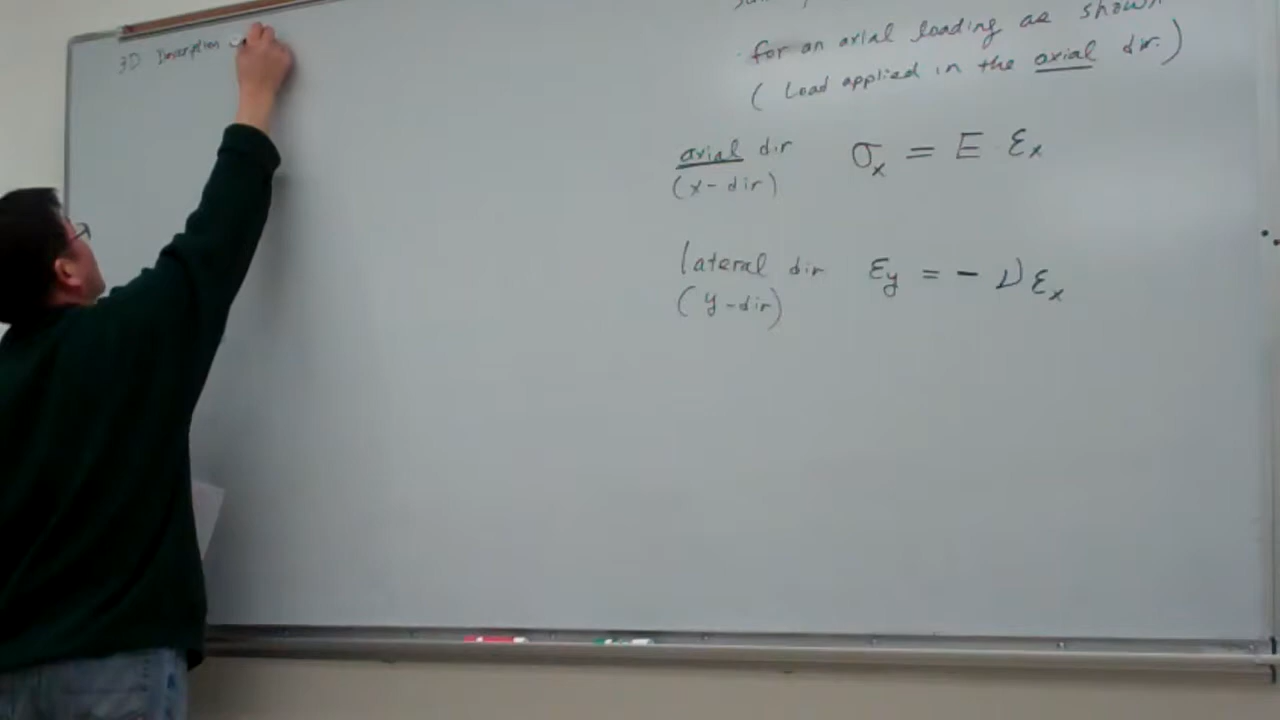 3D Description
for an axial loading as shown
(Load applied in the axial dir.)
axial dir σx = E εx
(x-dir)
lateral dir εy = - ν εx
(y-dir)